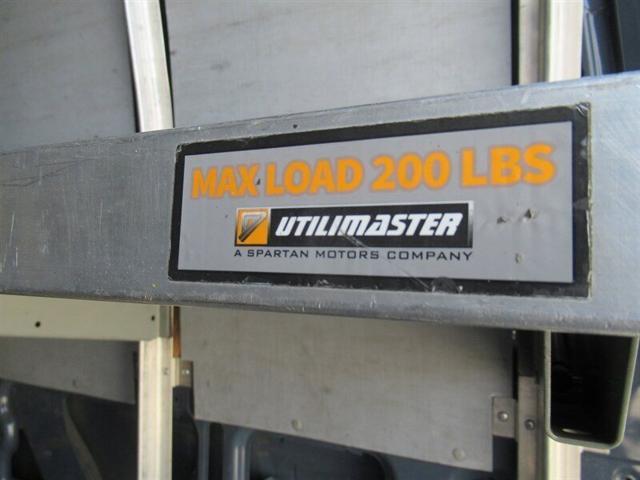 MAX LOAD 200 LBS
UTILIMASTER
A SPARTAN MOTORS COMPANY